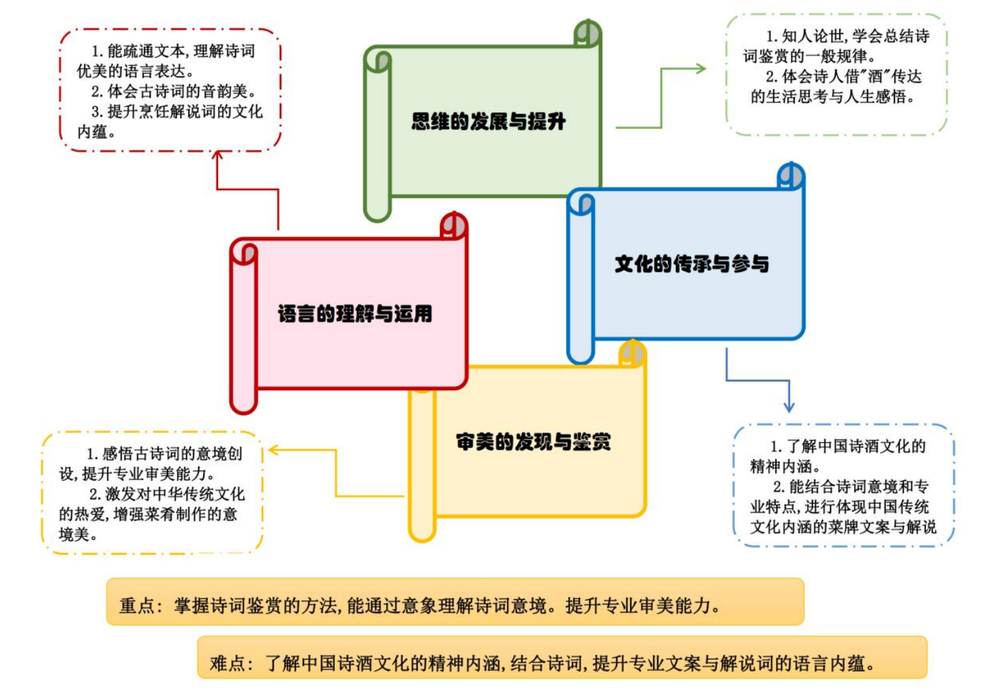 1.能疏通文本,理解诗词
优美的语言表达。
2.体会古诗词的音韵美。
3.提升烹饪解说词的文化
内蕴。
思维的发展与提升
1.知人论世,学会总结诗
词鉴赏的一般规律。
2.体会诗人借"酒"传达
的生活思考与人生感悟。
语言的理解与运用
文化的传承与参与
审美的发现与鉴赏
1.感悟古诗词的意境创
设,提升专业审美能力。
2.激发对中华传统文化
的热爱,增强菜肴制作的意
境美。
1.了解中国诗酒文化的
精神内涵。
2.能结合诗词意境和专
业特点,进行体现中国传统
文化内涵的菜牌文案与解说
重点：掌握诗词鉴赏的方法,能通过意象理解诗词意境。提升专业审美能力。
难点：了解中国诗酒文化的精神内涵,结合诗词,提升专业文案与解说词的语言内蕴。